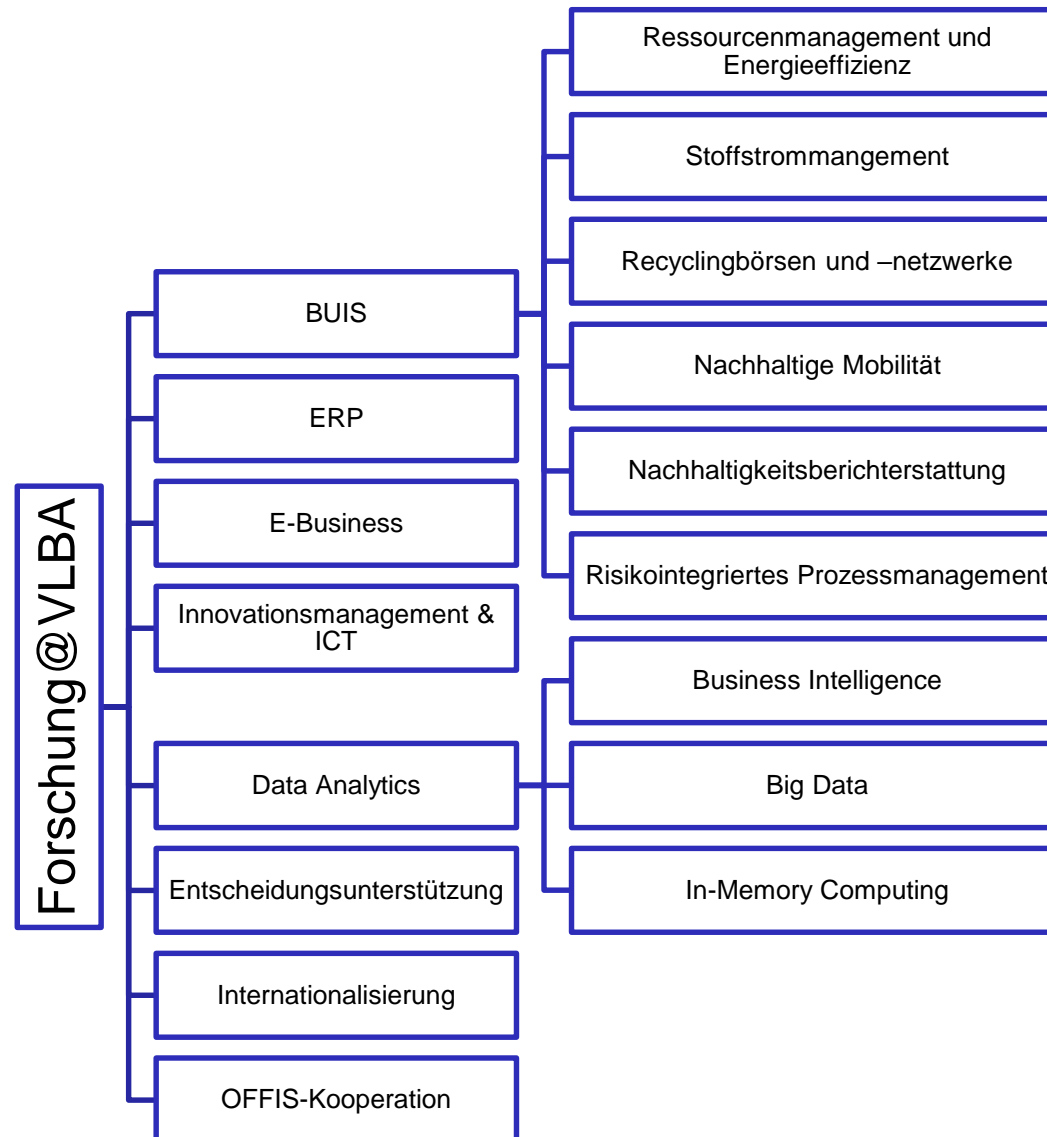 Forschung@VLBA
BUIS
Ressourcenmanagement und
Energieeffizienz
Stoffstrommangement
Recyclingbörsen und –netzwerke
Nachhaltige Mobilität
Nachhaltigkeitsberichterstattung
Risikointegriertes Prozessmanagement
ERP
E-Business
Innovationsmanagement &
ICT
Data Analytics
Business Intelligence
Big Data
In-Memory Computing
Entscheidungsunterstützung
Internationalisierung
OFFIS-Kooperation